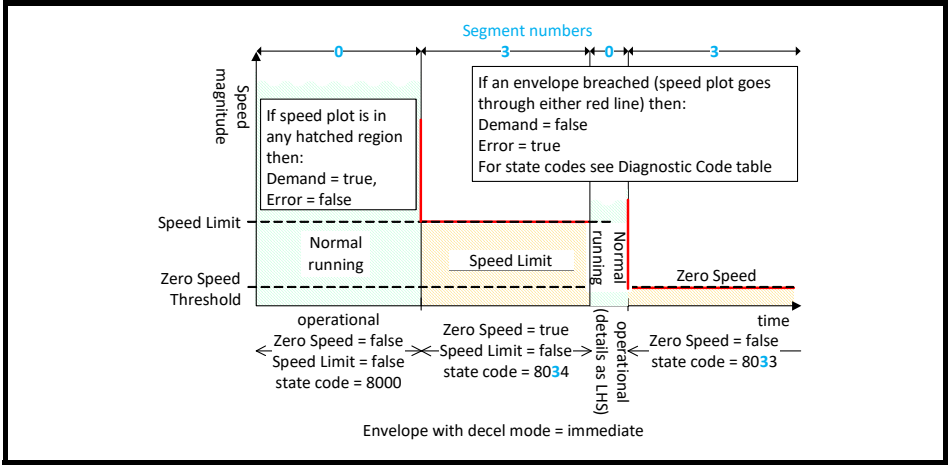 Segment numbers
0
3
0
3
Speed
magnitude
If speed plot is in
any hatched region
then:
Demand = true,
Error = false
If an envelope breached (speed plot goes
through either red line) then:
Demand = false
Error = true
For state codes see Diagnostic Code table
Speed Limit
Zero Speed
Threshold
Normal
running
Speed Limit
Normal
running
Zero Speed
time
operational
Zero Speed = false
Speed Limit = false
state code = 8000
Zero Speed = true
Speed Limit = false
state code = 8034
operational
(details as LHS)
Zero Speed = false
state code = 8033
Envelope with decel mode = immediate